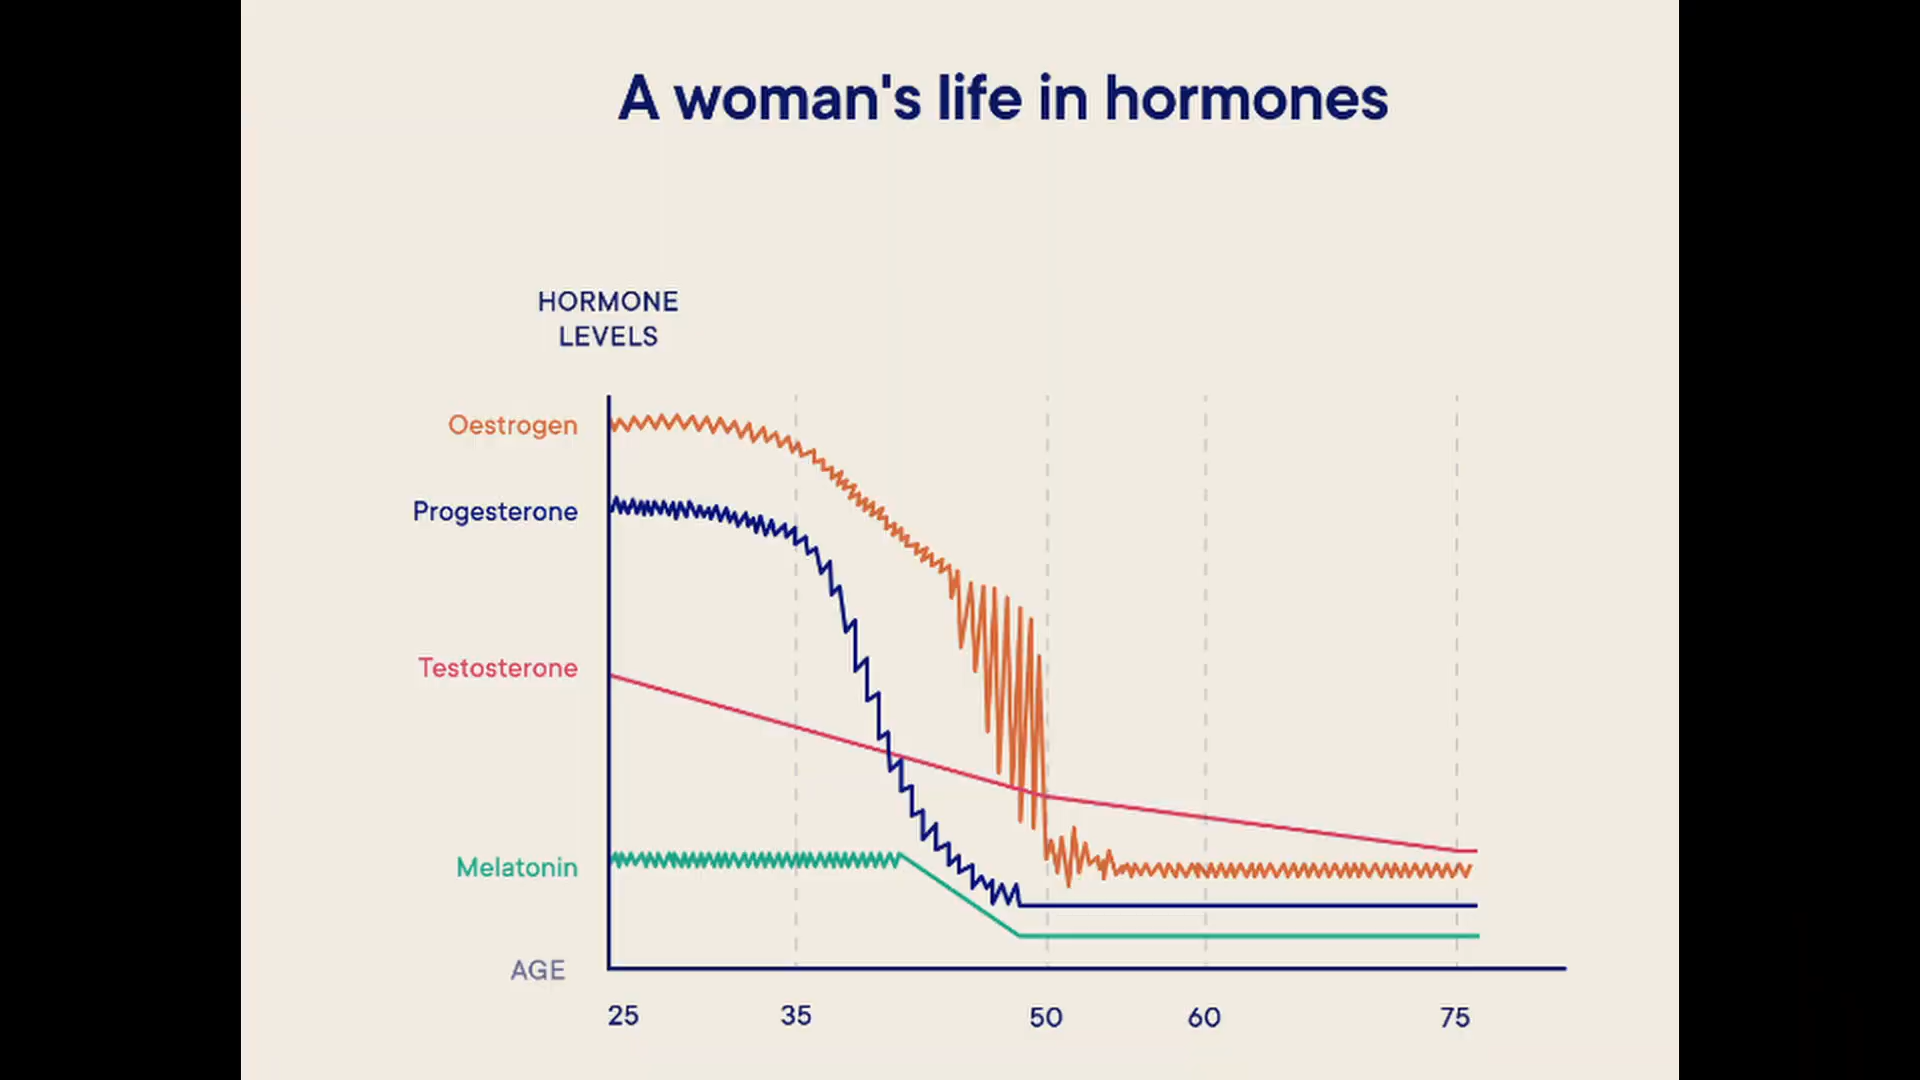 A woman's life in hormones
HORMONE
LEVELS
Oestrogen
Progesterone
Testosterone
Melatonin
AGE
25 35 50 60 75